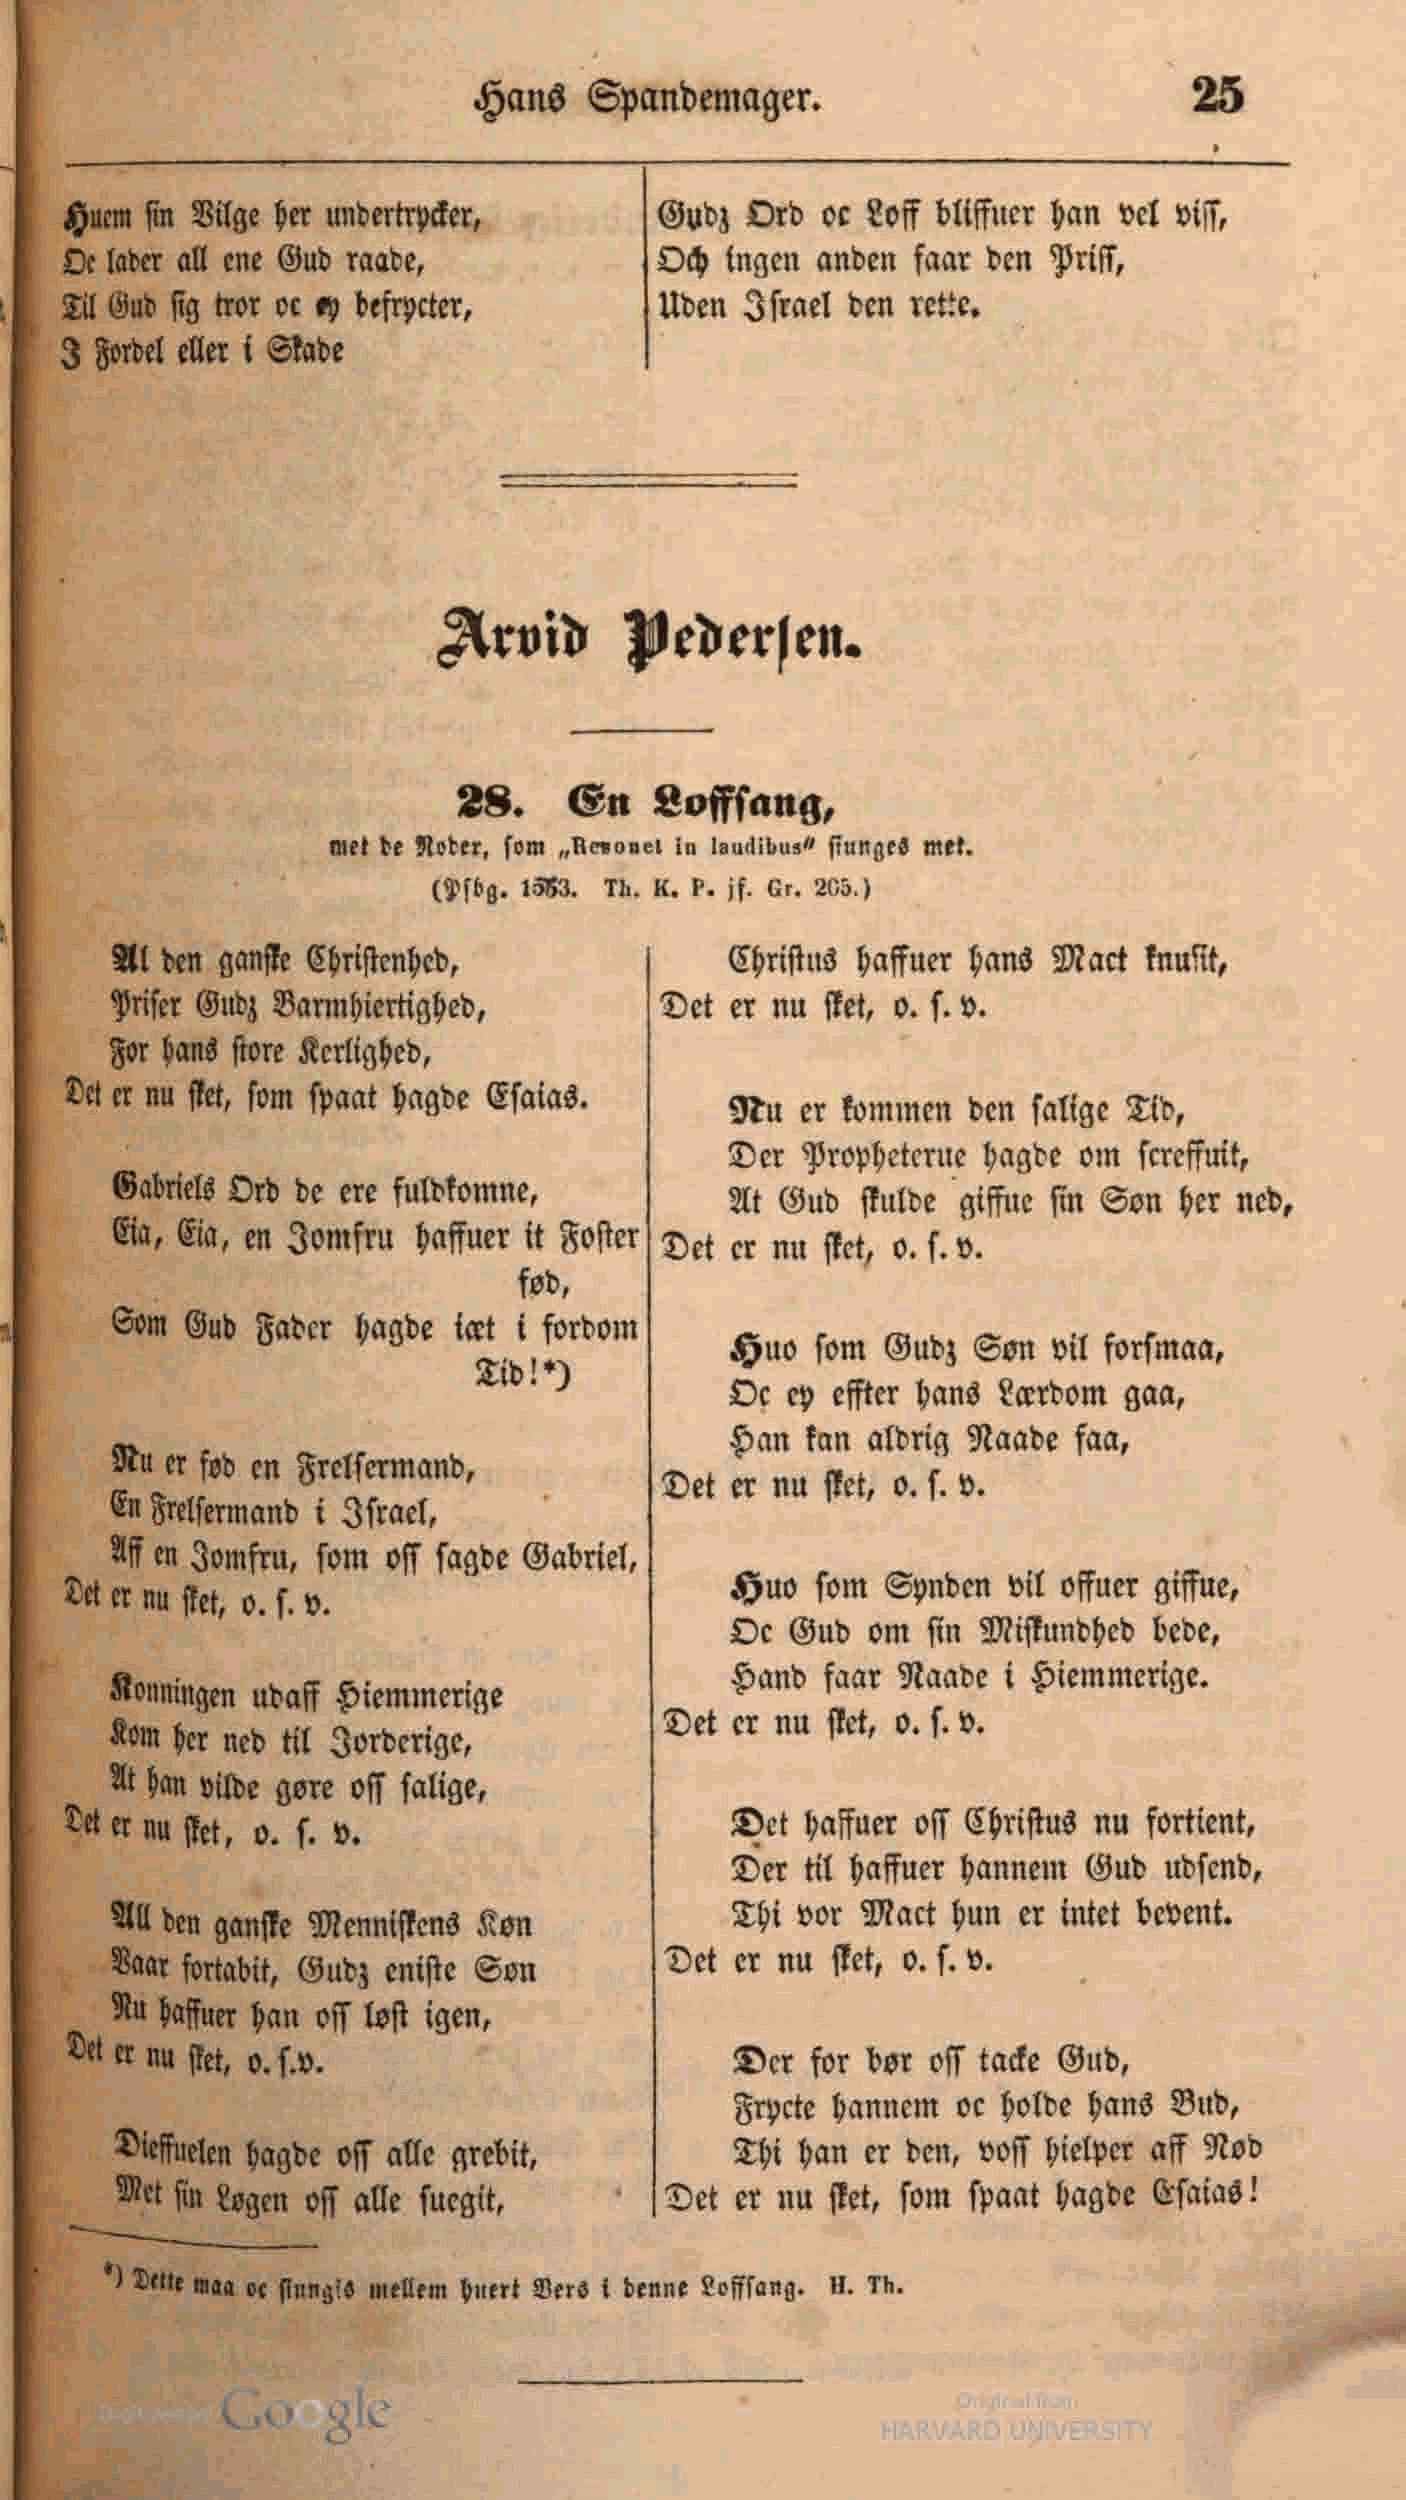 Hans Spandemager.
25
Huem sin Vilge her undertrycker,
Oc lader all ene Gud raade,
Til Gud sig tror oc ey befrycter,
I Fordel eller i Skade
Gudz Ord oc Loff bliffuer han vel viss,
Och ingen anden faar den Priss,
Uden Israel den rette.
Arvid Pedersen.
28. En Loffsang,
met de Noder, som „Resonet in laudibus" siunges met.
(Psbg. 1553. Th. K. P. jf. Gr. 205.)
Al den ganske Christenhed,
Priser Gudz Barmhiertighed,
For hans store Kerlighed,
Det er nu sket, som spaat hagde Esaias.
Gabriels Ord de ere fuldkomne,
Eia, Eia, en Jomfru haffuer it Foster
fød,
Som Gud Fader hagde iæt i fordom
Tid!*)
Nu er fød en Frelsermand,
En Frelsermand i Israel,
Aff en Jomfru, som oss sagde Gabriel,
Det er nu sket, o. s. v.
Konningen udaff Hiemmerige
Kom her ned til Jorderige,
At han vilde gøre oss salige,
Det er nu sket, o. s. v.
All den ganske Menniskens Køn
Vaar fortabit, Gudz eniste Søn
Nu haffuer han oss løst igen,
Det er nu sket, o. s.v.
Dieffuelen hagde oss alle grebit,
Met sin Løgen oss alle suegit,
Christus haffuer hans Mact knusit,
Det er nu sket, o. s. v.
Nu er kommen den salige Tid,
Der Propheterue hagde om screffuit,
At Gud skulde giffue sin Søn her ned,
Det er nu sket, o. s. v.
Huo som Gudz Søn vil forsmaa,
Oc ey effter hans Lærdom gaa,
Han kan aldrig Naade faa,
Det er nu sket, o. s. v.
Huo som Synden vil offuer giffue,
Oc Gud om sin Miskundhed bede,
Hand faar Naade i Hiemmerige.
Det er nu sket, o. s. v.
Det haffuer oss Christus nu fortient,
Der til haffuer hannem Gud udsend,
Thi vor Mact hun er intet bevent.
Det er nu sket, o. s. v.
Der for bør oss tacke Gud,
Frycte hannem oc holde hans Bud,
Thi han er den, voss hielper aff Nød
Det er nu sket, som spaat hagde Esaias!
*) Dette maa oc siungis mellem huert Vers i denne Loffsang. H. Th.
Digitized by Google
Original from
HARVARD UNIVERSITY